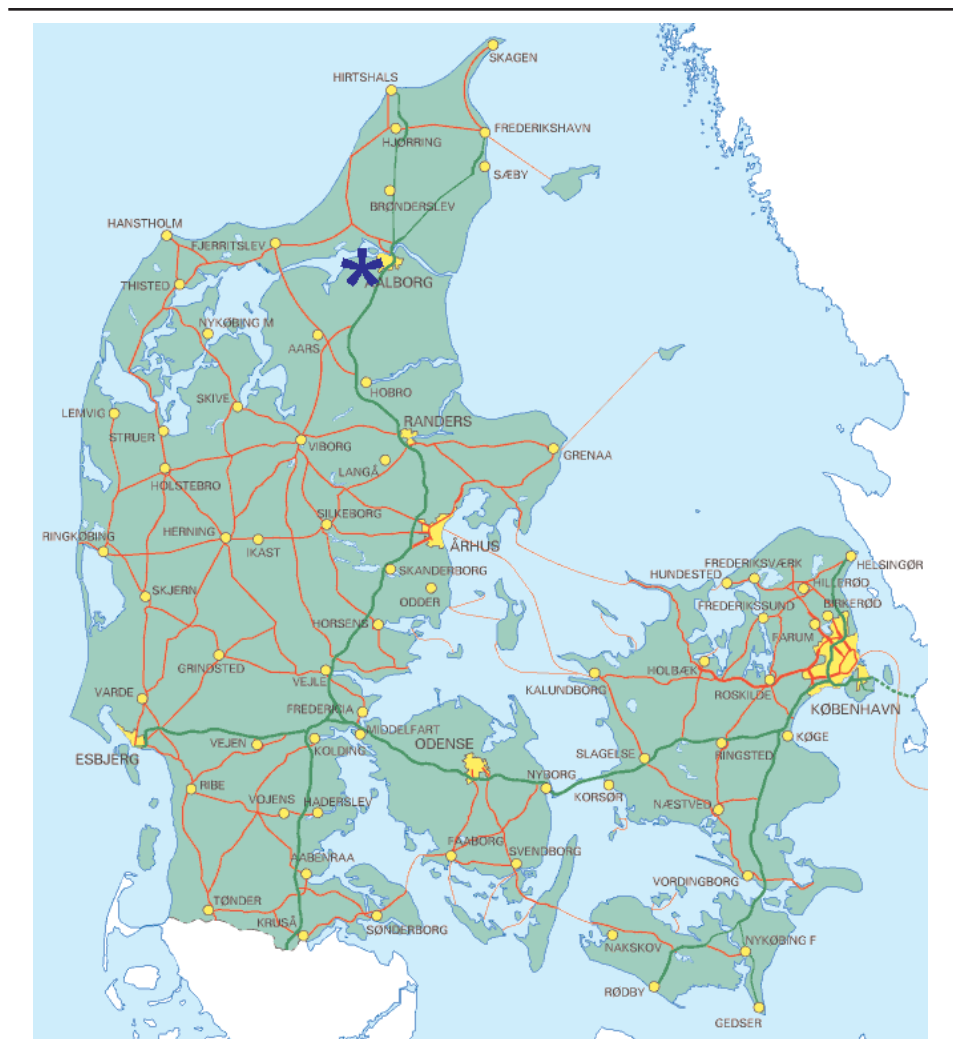 SKAGEN
HIRTSHALS
FREDERIKSHAVN
HJØRRING
SÆBY
BRØNDERSLEV
HANSTHOLM
FJERRITSLEV
*
AALBORG
THISTED
NYKØBING M
AARS
HOBRO
SKIVE
LEMVIG
RANDERS
STRUER
VIBORG
GRENAA
LANGÅ
HOLSTEBRO
SILKEBORG
HERNING
RINGKØBING
IKAST
ÅRHUS
FREDERIKSVÆRK
HELSINGØR
SKANDERBORG
HUNDESTED
HILLERØD
SKJERN
ODDER
FREDERIKSSUND
BIRKERØD
HORSENS
FARUM
GRINDSTED
HOLBÆK
VEJLE
KALUNDBORG
ROSKILDE
VARDE
FREDERICIA
KØBENHAVN
MIDDELFART
KØGE
VEJEN
KOLDING
ODENSE
ESBJERG
SLAGELSE
RINGSTED
NYBORG
RIBE
KORSØR
VOJENS
HADERSLEV
NÆSTVED
FAABORG
SVENDBORG
AABENRAA
VORDINGBORG
TØNDER
KRUSÅ
SØNDERBORG
NAKSKOV
NYKØBING F
RØDBY
GEDSER